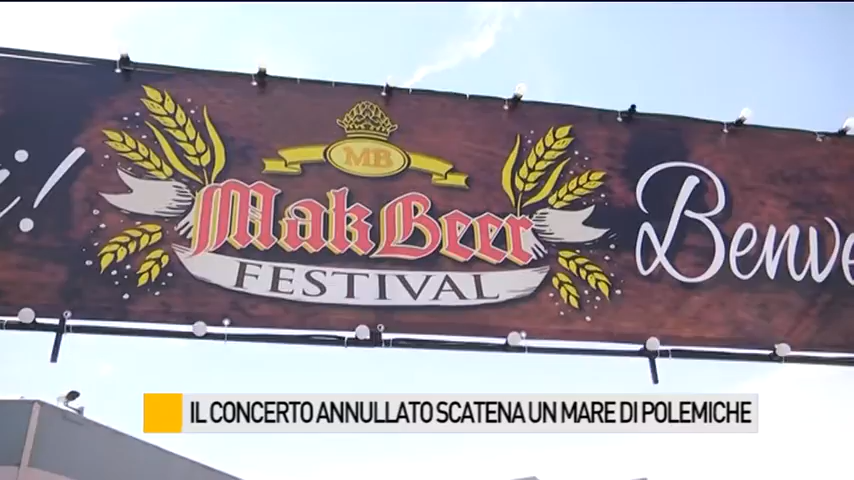 !
MB
MakBeer
FESTIVAL
Benve
IL CONCERTO ANNULLATO SCATENA UN MARE DI POLEMICHE